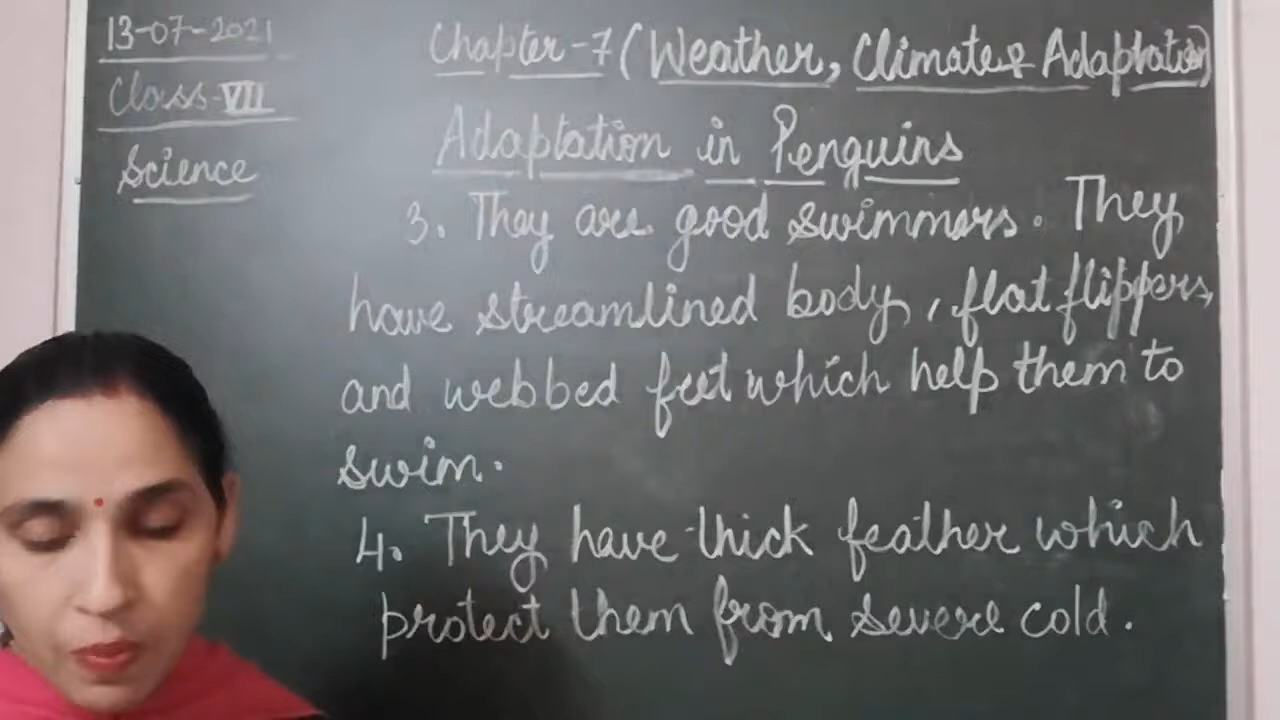 13-07-2021
Class-VII
Science
Chapter-7 (Weather, Climate & Adaptation)
Adaptation in Penguins
3. They are good swimmers. They
have streamlined body, flat flippers,
and webbed feet which help them to
swim.
4. They have thick feather which
protect them from severe cold.